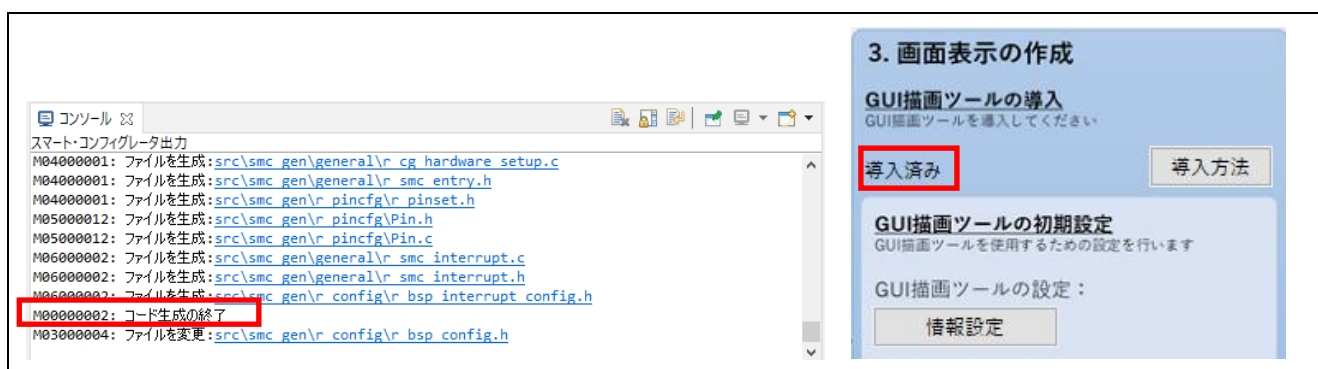 コンソール
スマート・コンフィグレータ出力
M04000001: ファイルを生成:src\smc_gen\general\r_cg_hardware_setup.c
M04000001: ファイルを生成:src\smc_gen\general\r_smc_entry.h
M04000001: ファイルを生成:src\smc_gen\r_pincfg\r_pinset.h
M05000012: ファイルを生成:src\smc_gen\r_pincfg\Pin.h
M05000012: ファイルを生成:src\smc_gen\r_pincfg\Pin.c
M06000002: ファイルを生成:src\smc_gen\general\r_smc_interrupt.c
M06000002: ファイルを生成:src\smc_gen\general\r_smc_interrupt.h
M06000002: ファイルを生成:src\smc_gen\r_config\r_bsp_interrupt_config.h
M00000002: コード生成の終了
M03000004: ファイルを変更:src\smc_gen\r_config\r_bsp_config.h
3. 画面表示の作成
GUI描画ツールの導入
GUI描画ツールを導入してください
導入済み
導入方法
GUI描画ツールの初期設定
GUI描画ツールを使用するための設定を行います
GUI描画ツールの設定：
情報設定